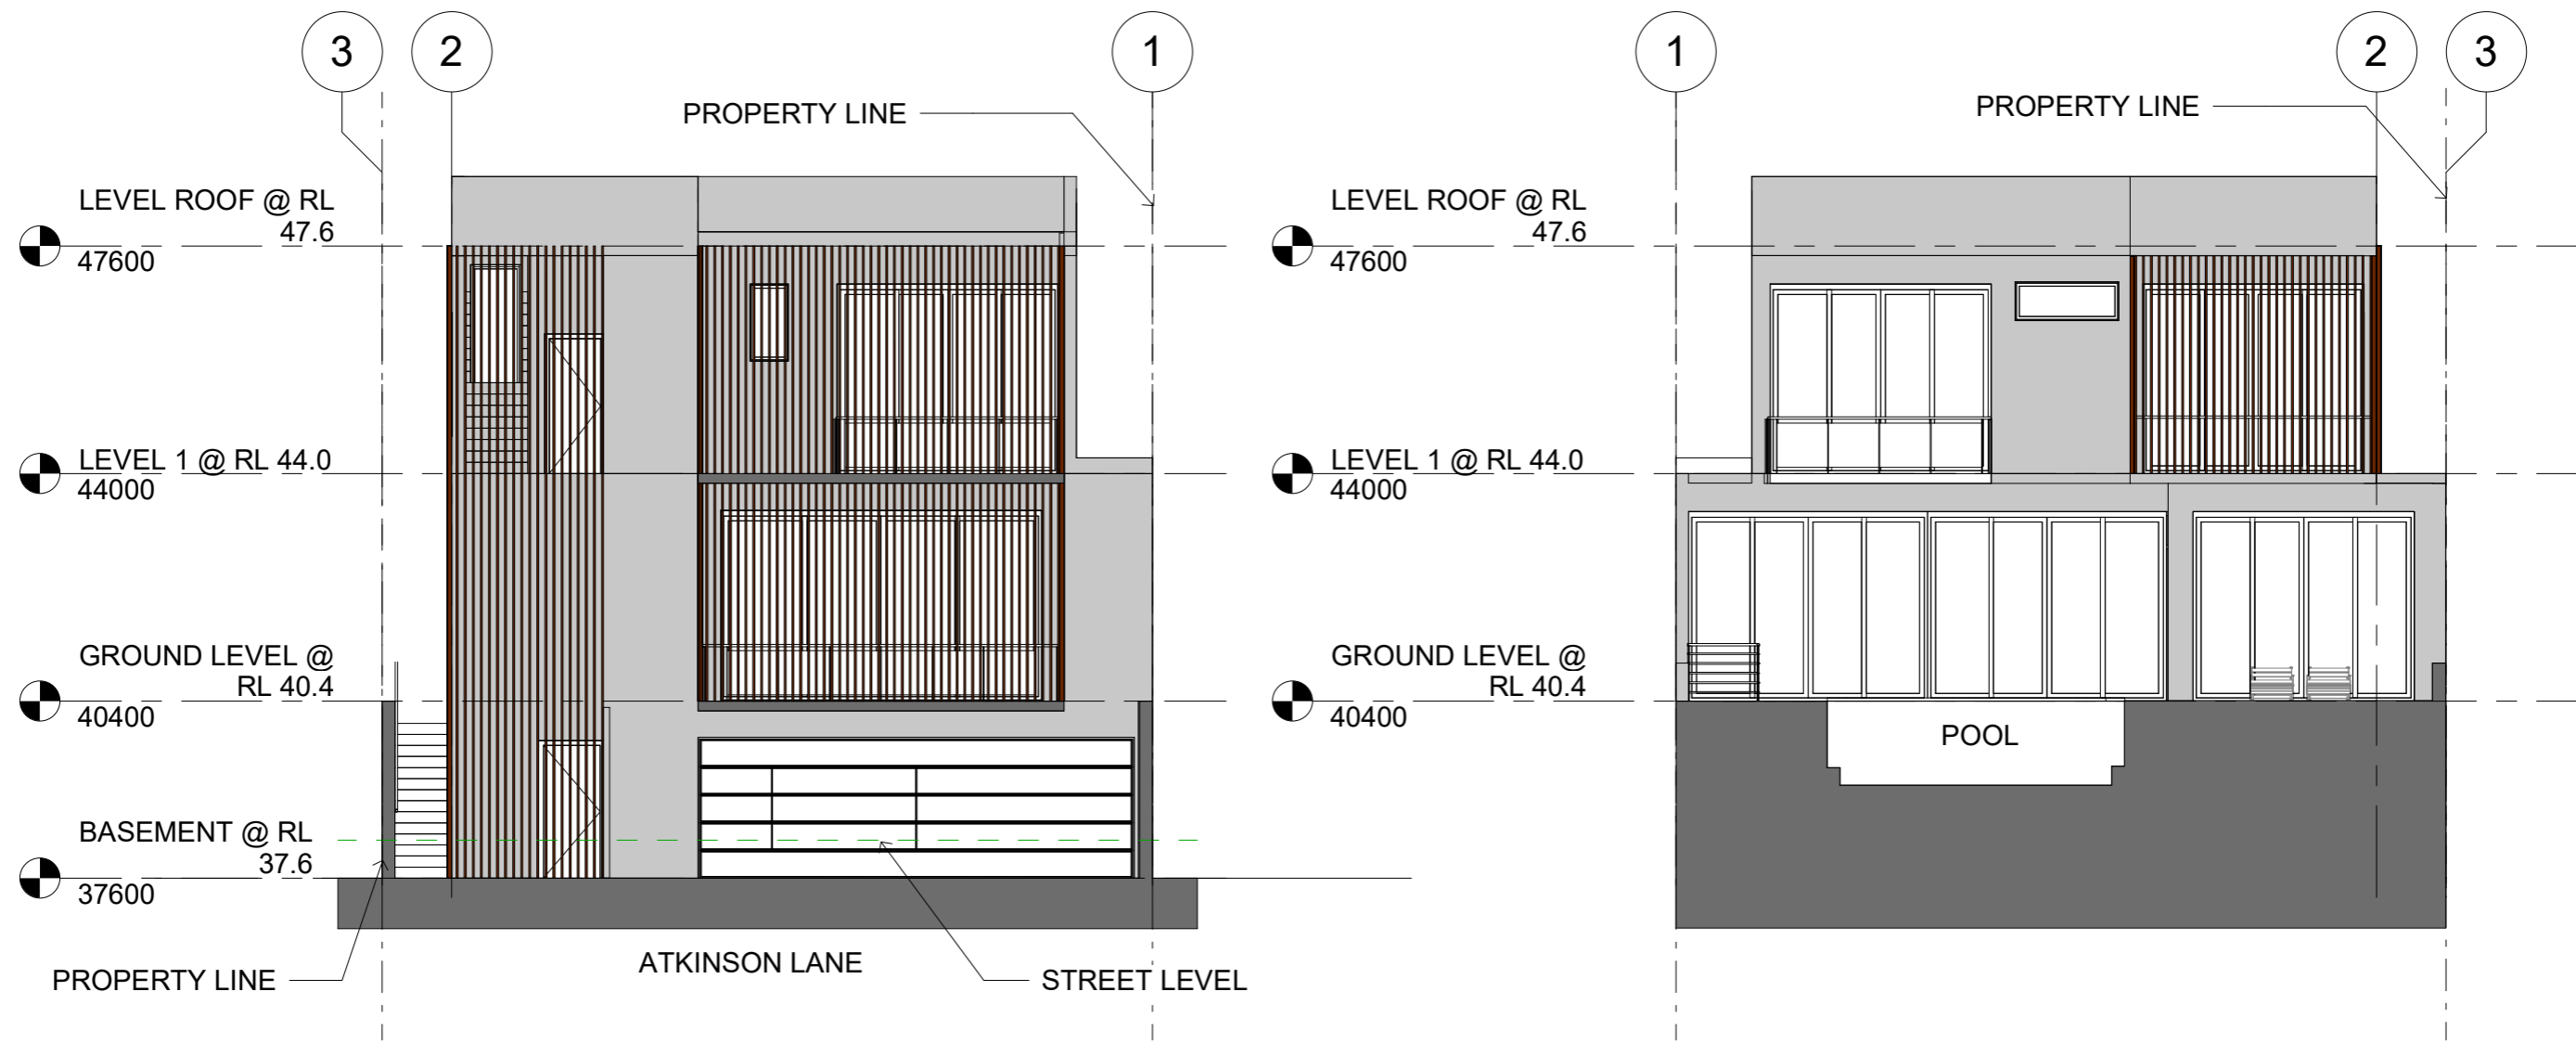 3
2
1
PROPERTY LINE
LEVEL ROOF @ RL
47.6
47600
LEVEL 1 @ RL 44.0
44000
GROUND LEVEL @
RL 40.4
40400
BASEMENT @ RL
37.6
37600
PROPERTY LINE
ATKINSON LANE
STREET LEVEL
1
2
3
PROPERTY LINE
LEVEL ROOF @ RL
47.6
47600
LEVEL 1 @ RL 44.0
44000
GROUND LEVEL @
RL 40.4
40400
POOL